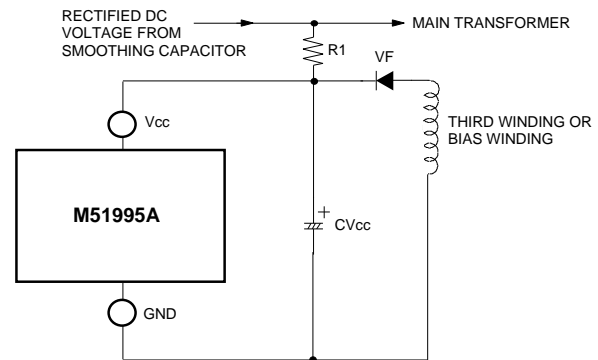 RECTIFIED DC
VOLTAGE FROM
SMOOTHING CAPACITOR
MAIN TRANSFORMER
R1
VF
Vcc
THIRD WINDING OR
BIAS WINDING
M51995A
+
CVcc
GND